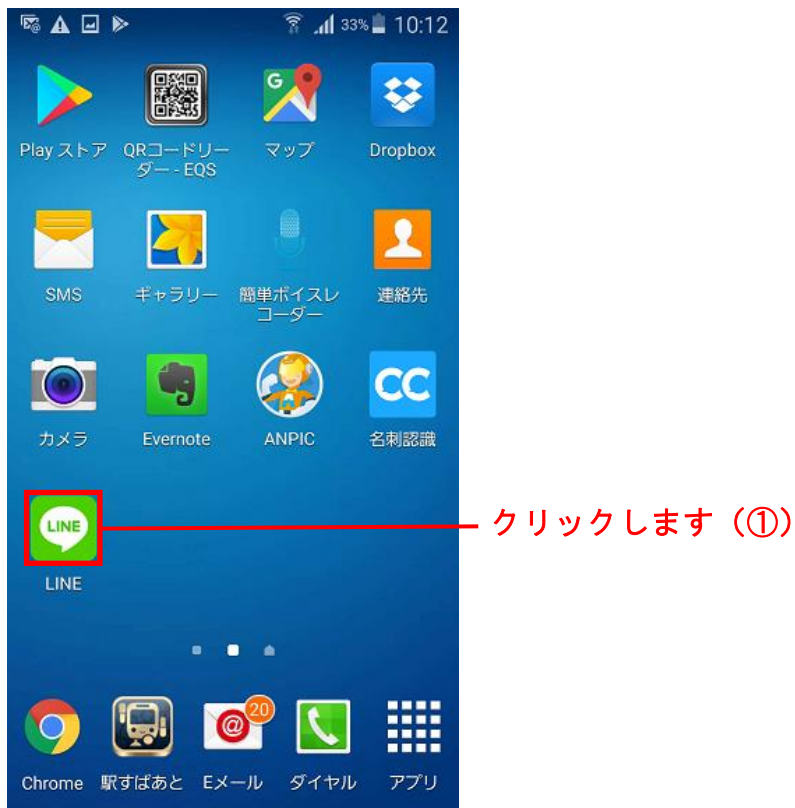 33% 10:12
Play ストア QRコードリー マップ Dropbox
ダー - EQS
SMS ギャラリー 簡単ボイスレ 連絡先
コーダー
CC
カメラ Evernote ANPIC 名刺認識
LINE クリックします（①）
LINE
20
Chrome 駅すぱあと Eメール ダイヤル アプリ